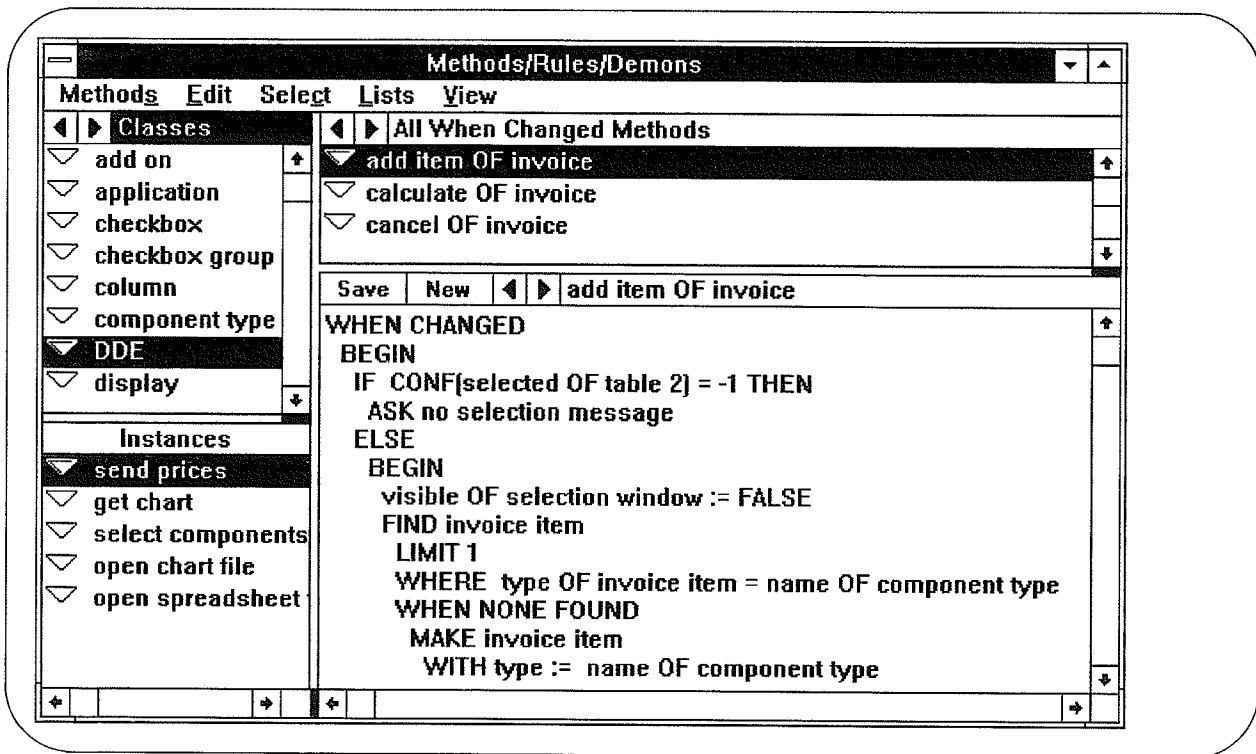 Methods/Rules/Demons
Methods Edit Select Lists View
Classes
add on
application
checkbox
checkbox group
column
component type
DDE
display
Instances
send prices
get chart
select components
open chart file
open spreadsheet
All When Changed Methods
add item OF invoice
calculate OF invoice
cancel OF invoice
Save New add item OF invoice
WHEN CHANGED
BEGIN
IF CONF(selected OF table 2) = -1 THEN
ASK no selection message
ELSE
BEGIN
visible OF selection window := FALSE
FIND invoice item
LIMIT 1
WHERE type OF invoice item = name OF component type
WHEN NONE FOUND
MAKE invoice item
WITH type := name OF component type